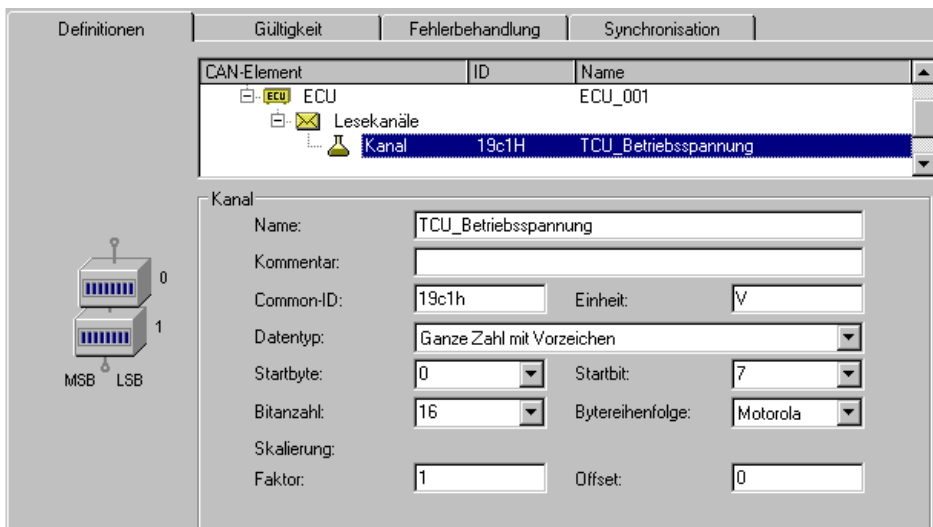 Definitionen Gültigkeit Fehlerbehandlung Synchronisation
CAN-Element ID Name
ECU ECU ECU_001
Lesekanäle
Kanal 19c1H TCU_Betriebsspannung
Kanal
Name: TCU_Betriebsspannung
Kommentar:
0
Common-ID: 19c1h Einheit: V
1
Datentyp: Ganze Zahl mit Vorzeichen
MSB LSB
Startbyte: 0 Startbit: 7
Bitanzahl: 16 Bytereihenfolge: Motorola
Skalierung:
Faktor: 1 Offset: 0